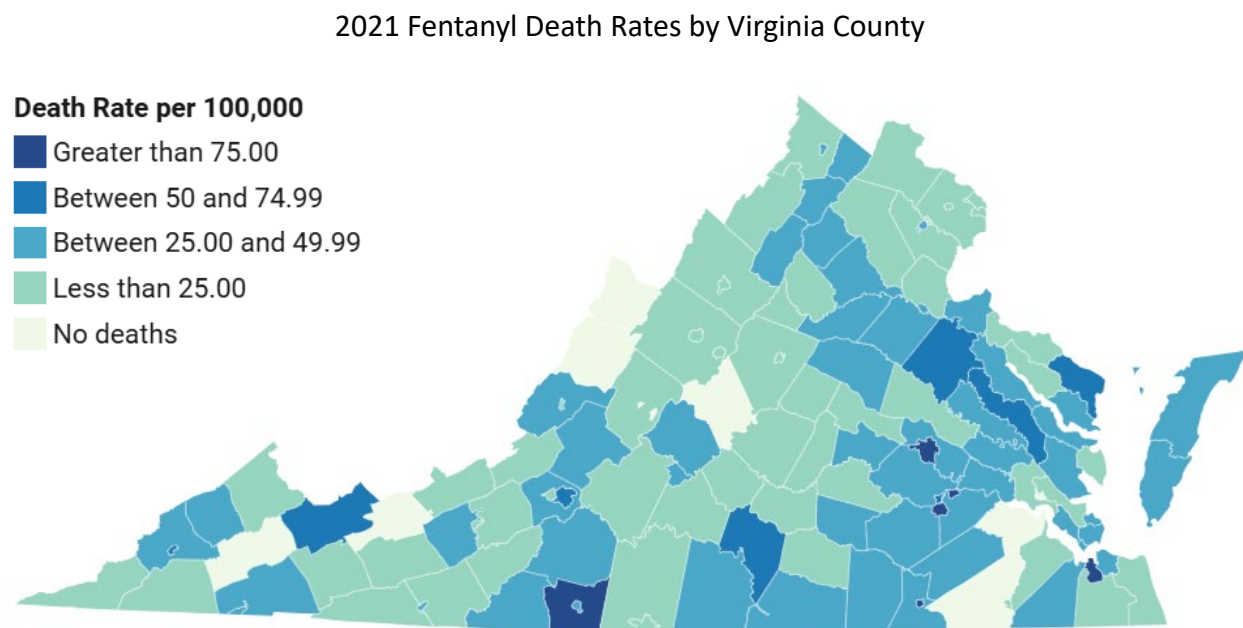 2021 Fentanyl Death Rates by Virginia County
Death Rate per 100,000
Greater than 75.00
Between 50 and 74.99
Between 25.00 and 49.99
Less than 25.00
No deaths